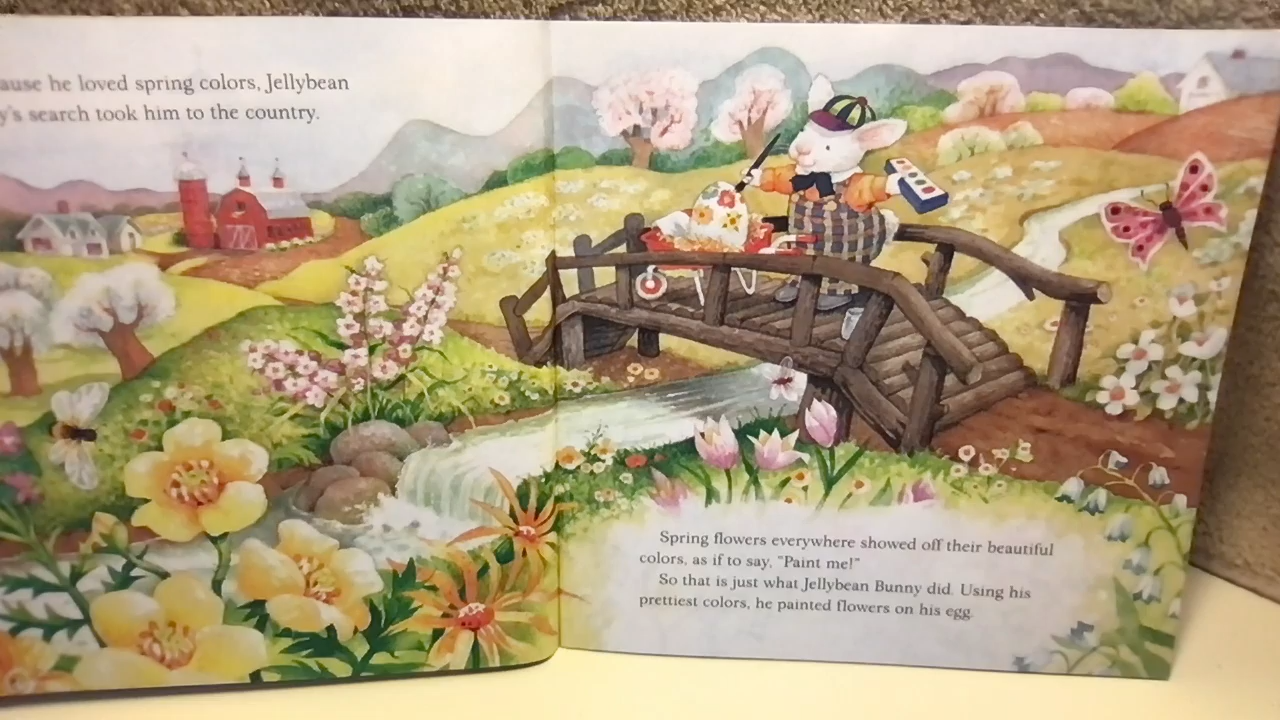 ause he loved spring colors, Jellybean
y's search took him to the country.
Spring flowers everywhere showed off their beautiful
colors, as if to say, "Paint me!"
So that is just what Jellybean Bunny did. Using his
prettiest colors, he painted flowers on his egg.